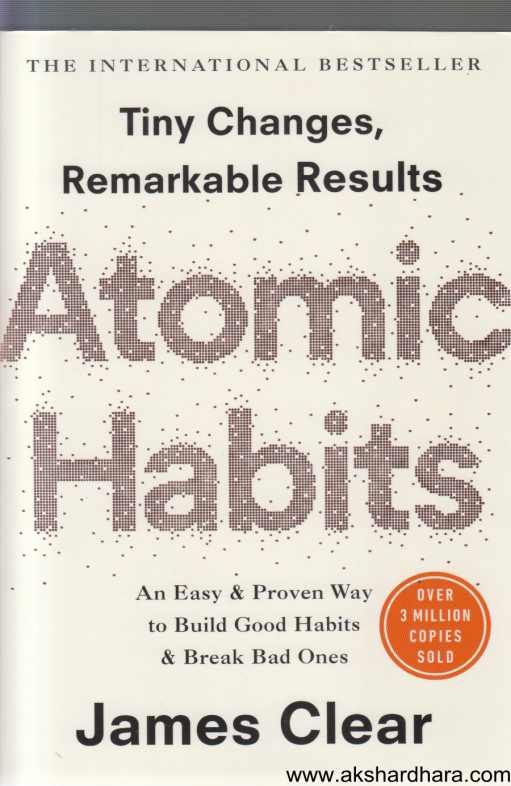 THE INTERNATIONAL BESTSELLER
Tiny Changes,
Remarkable Results
Atomic
Habits
An Easy & Proven Way
to Build Good Habits
& Break Bad Ones
OVER
3 MILLION
COPIES
SOLD
James Clear
www.akshardhara.com